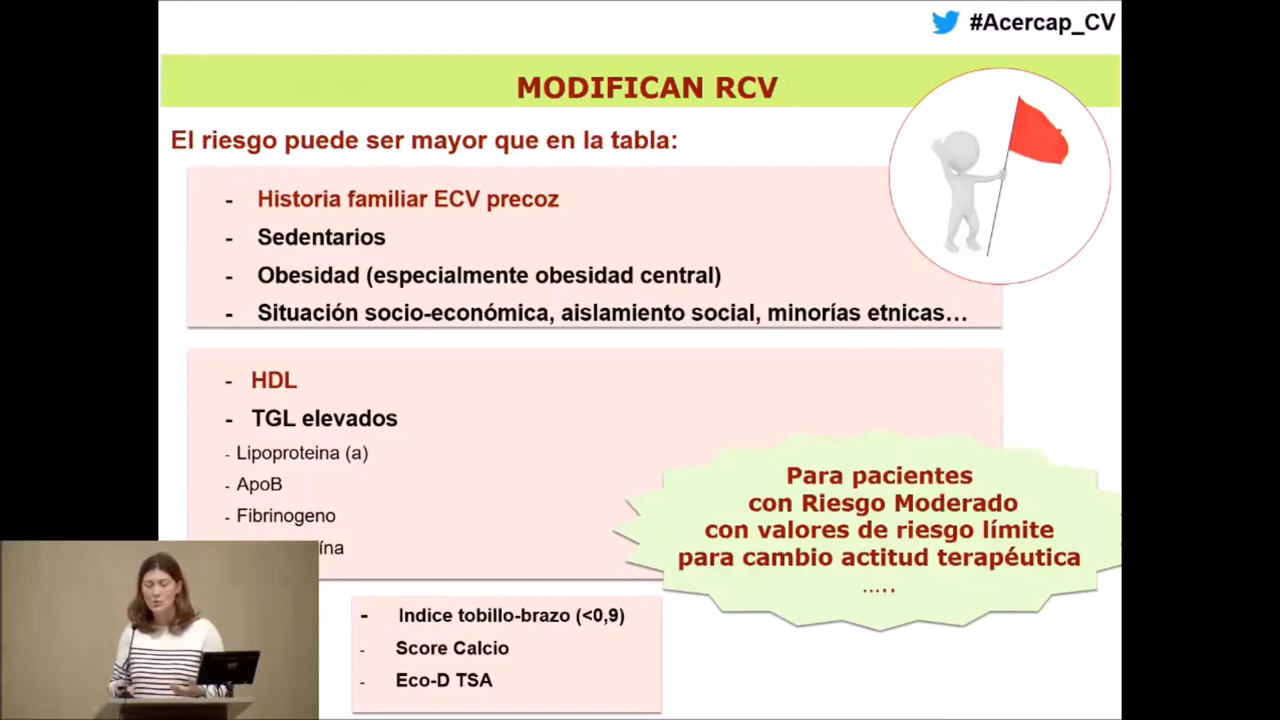 #Acercap_CV
MODIFICAN RCV
El riesgo puede ser mayor que en la tabla:
- Historia familiar ECV precoz
- Sedentarios
- Obesidad (especialmente obesidad central)
- Situación socio-económica, aislamiento social, minorías etnicas...
- HDL
- TGL elevados
- Lipoproteina (a)
- ApoB
- Fibrinogeno
Para pacientes
con Riesgo Moderado
con valores de riesgo límite
para cambio actitud terapéutica
.....
- Indice tobillo-brazo (<0,9)
- Score Calcio
- Eco-D TSA